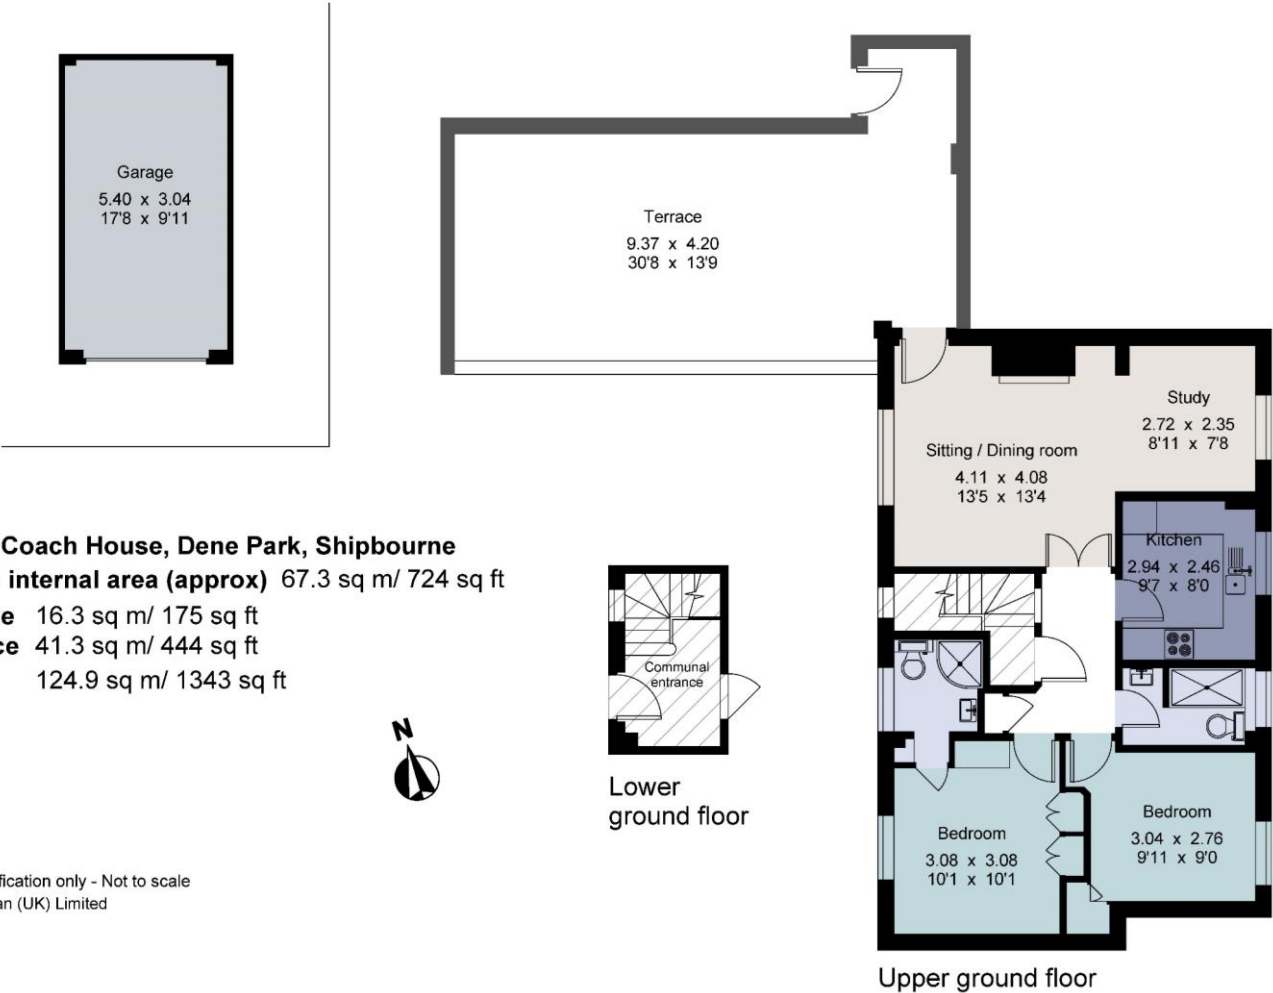 Garage
5.40 x 3.04
17'8 x 9'11
Terrace
9.37 x 4.20
30'8 x 13'9
Study
2.72 x 2.35
8'11 x 7'8
Sitting / Dining room
4.11 x 4.08
13'5 x 13'4
Kitchen
2.94 x 2.46
9'7 x 8'0
Coach House, Dene Park, Shipbourne
internal area (approx) 67.3 sq m/ 724 sq ft
e 16.3 sq m/ 175 sq ft
ce 41.3 sq m/ 444 sq ft
124.9 sq m/ 1343 sq ft
N
Communal
entrance
Lower
ground floor
Bedroom
3.08 x 3.08
10'1 x 10'1
Bedroom
3.04 x 2.76
9'11 x 9'0
fication only - Not to scale
an (UK) Limited
Upper ground floor